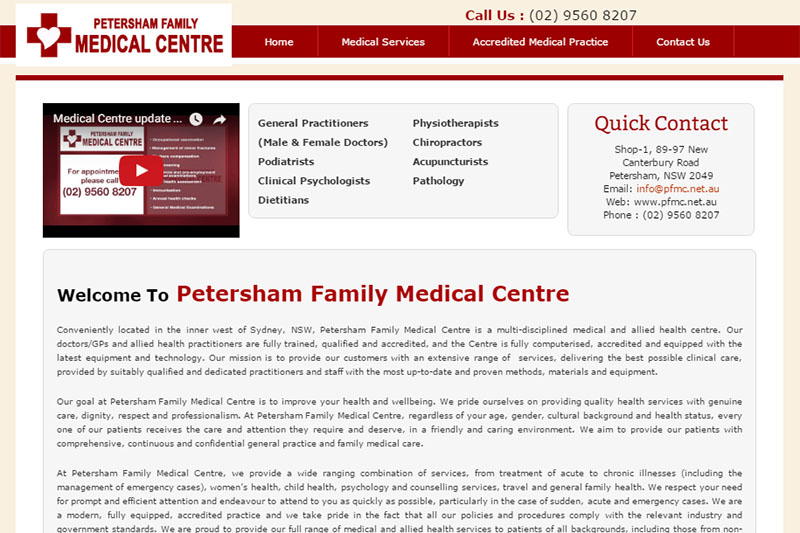 PETERSHAM FAMILY
MEDICAL CENTRE
Call Us : (02) 9560 8207
Home
Medical Services
Accredited Medical Practice
Contact Us
Medical Centre update ...
PETERSHAM FAMILY
MEDICAL CENTRE
For appointme
please call
(02) 9560 8207
General Practitioners
(Male & Female Doctors)
Podiatrists
Clinical Psychologists
Dietitians
Physiotherapists
Chiropractors
Acupuncturists
Pathology
Quick Contact
Shop-1, 89-97 New
Canterbury Road
Petersham, NSW 2049
Email: info@pfmc.net.au
Web: www.pfmc.net.au
Phone : (02) 9560 8207
Welcome To Petersham Family Medical Centre
Conveniently located in the inner west of Sydney, NSW, Petersham Family Medical Centre is a multi-disciplined medical and allied health centre. Our
doctors/GPs and allied health practitioners are fully trained, qualified and accredited, and the Centre is fully computerised, accredited and equipped with the
latest equipment and technology. Our mission is to provide our customers with an extensive range of services, delivering the best possible clinical care,
provided by suitably qualified and dedicated practitioners and staff with the most up-to-date and proven methods, materials and equipment.
Our goal at Petersham Family Medical Centre is to improve your health and wellbeing. We pride ourselves on providing quality health services with genuine
care, dignity, respect and professionalism. At Petersham Family Medical Centre, regardless of your age, gender, cultural background and health status, every
one of our patients receives the care and attention they require and deserve, in a friendly and caring environment. We aim to provide our patients with
comprehensive, continuous and confidential general practice and family medical care.
At Petersham Family Medical Centre, we provide a wide ranging combination of services, from treatment of acute to chronic illnesses (including the
management of emergency cases), women's health, child health, psychology and counselling services, travel and general family health. We respect your need
for prompt and efficient attention and endeavour to attend to you as quickly as possible, particularly in the case of sudden, acute and emergency cases. We are
a modern, fully equipped, accredited practice and we take pride in the fact that all our policies and procedures comply with the relevant industry and
government standards. We are proud to provide our full range of medical and allied health services to patients of all backgrounds, including those from non-